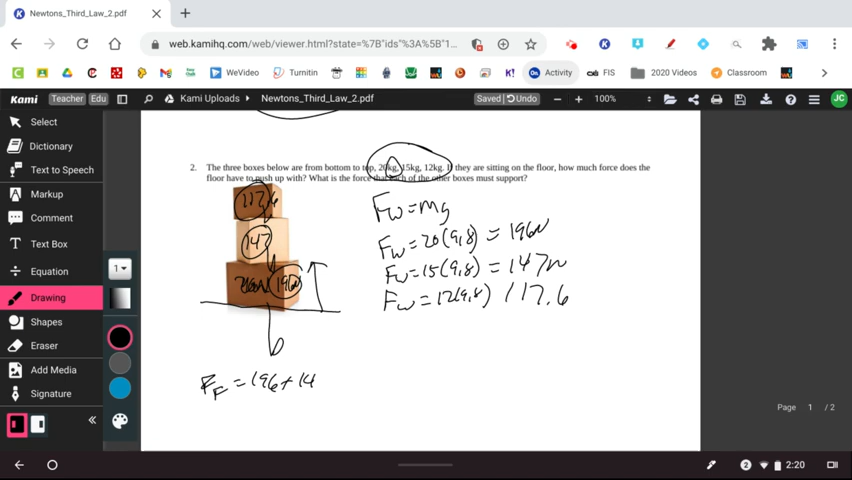 Newtons_Third_Law_2.pdf
web.kamihq.com/web/viewer.html?state=%7B"ids"%3A%5B"1...
WeVideo
Turnitin
K!
Activity
FIS
2020 Videos
Classroom
Kami
Teacher
Edu
Kami Uploads
Newtons_Third_Law_2.pdf
Saved
Undo
100%
JC
Select
Dictionary
Text to Speech
Markup
Comment
Text Box
Equation
Drawing
Shapes
Eraser
Add Media
Signature
1
2. The three boxes below are from bottom to top, 20kg, 15kg, 12kg. If they are sitting on the floor, how much force does the
floor have to push up with? What is the force that each of the other boxes must support?
117.6
147
196N
Fw=mg
Fw=20(9.8)=196N
Fw=15(9.8)=147N
Fw=12(9.8) 117.6
FF=196+14
Page 1 / 2
2
2:20